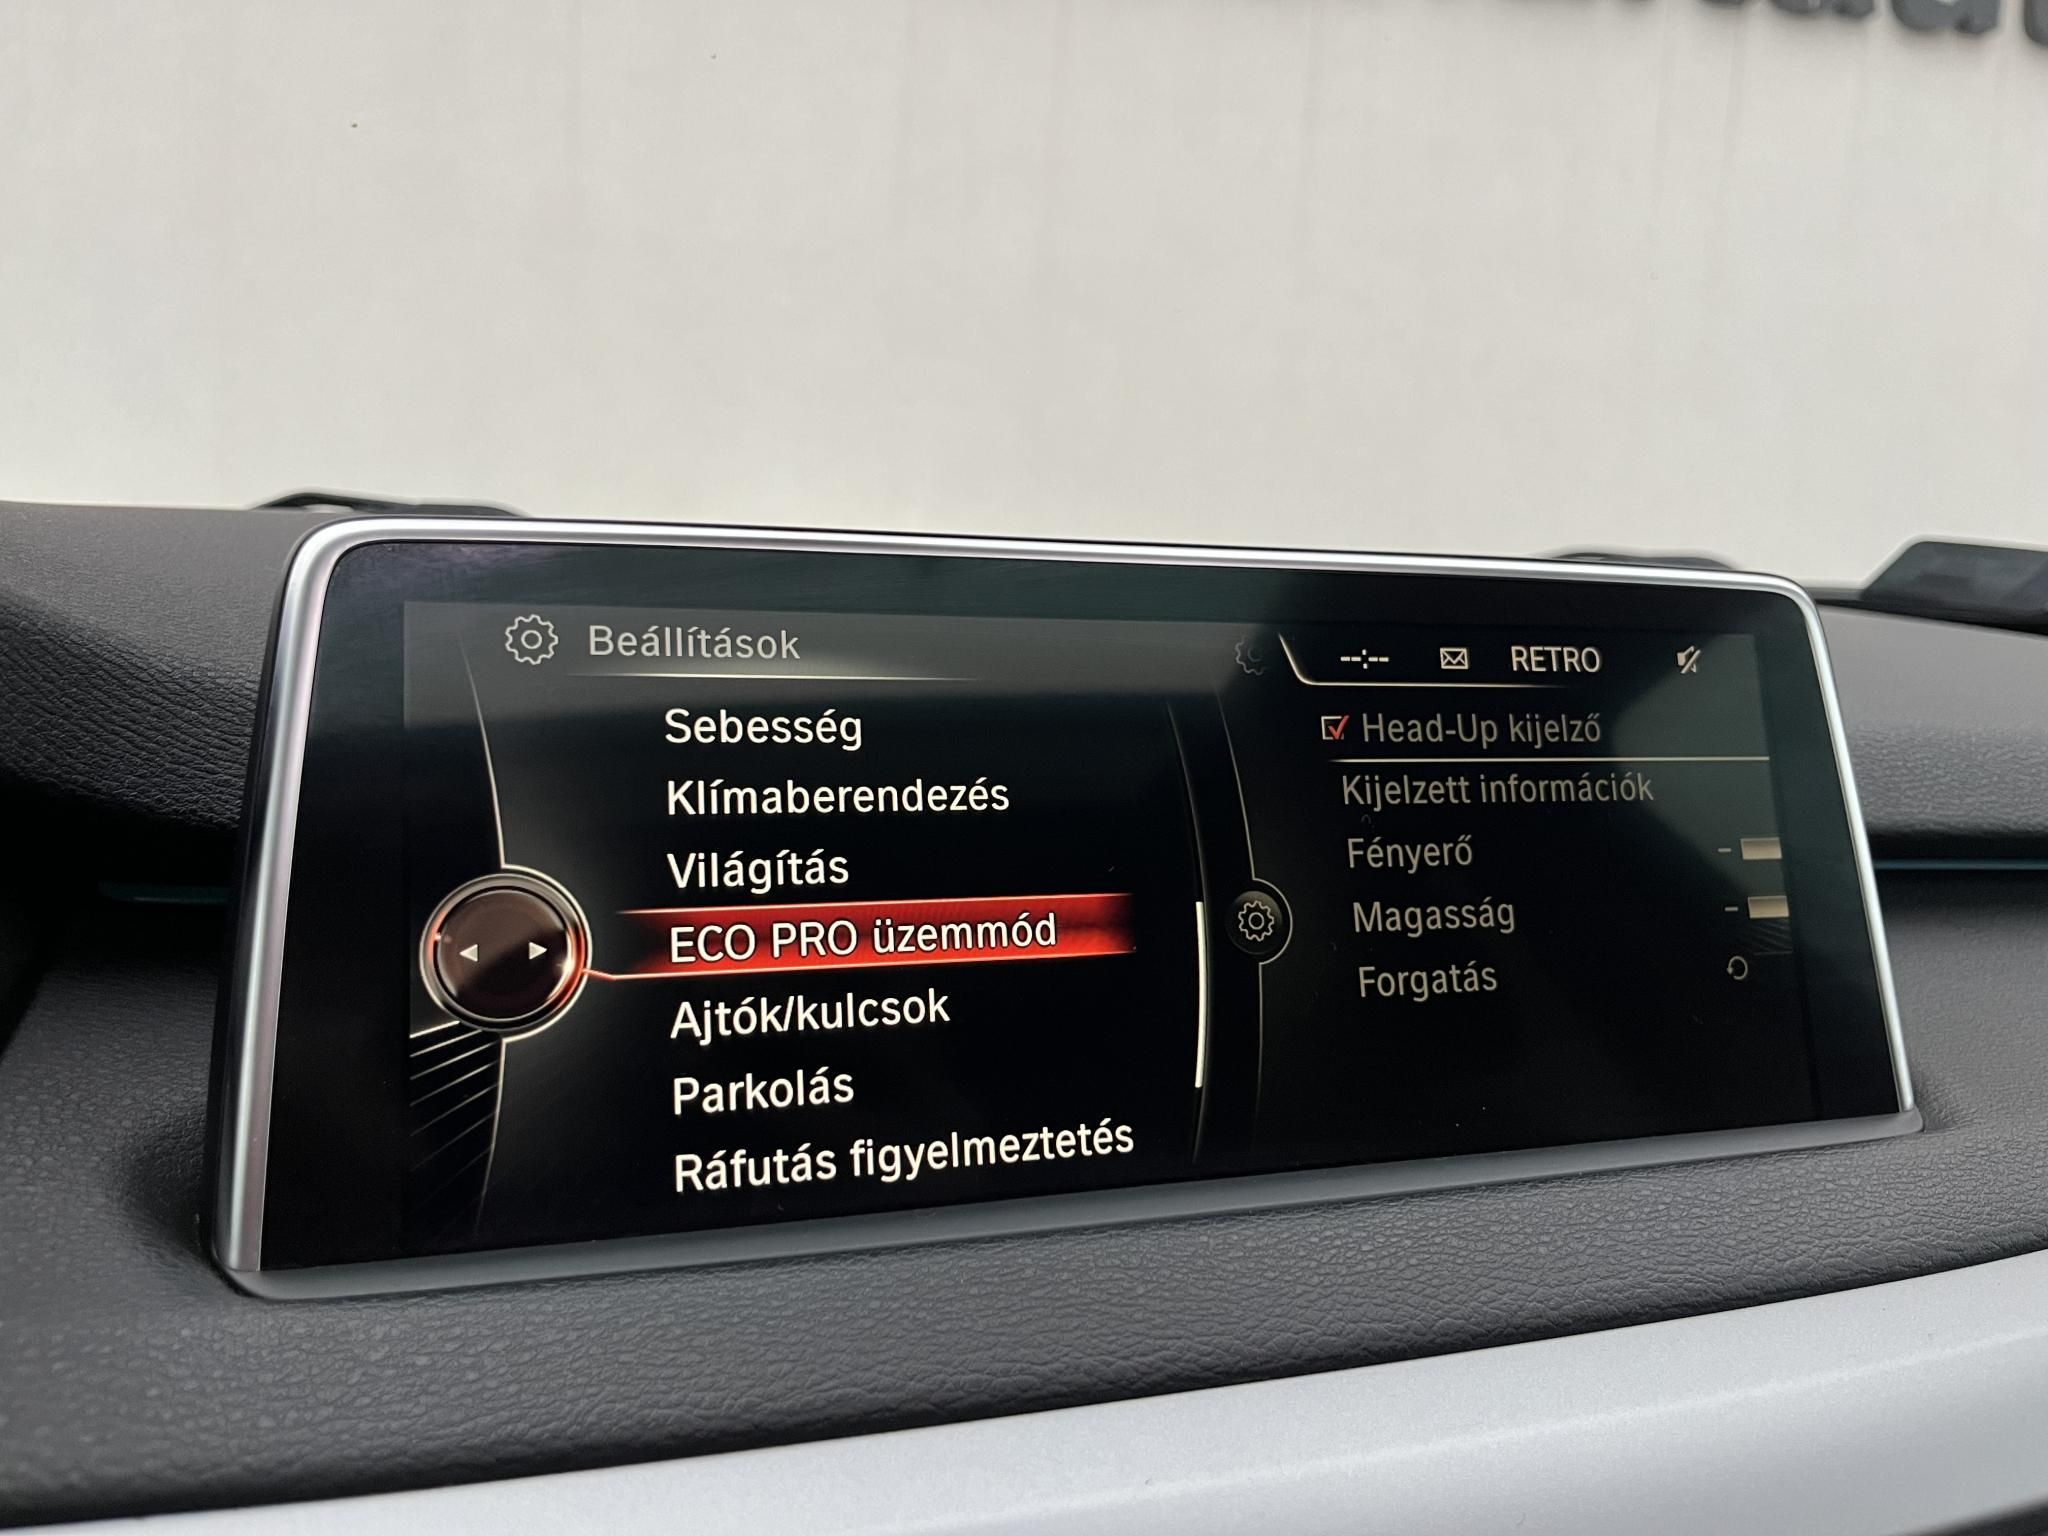 Beállítások
Sebesség
Klímaberendezés
Világítás
ECO PRO üzemmód
Ajtók/kulcsok
Parkolás
Ráfutás figyelmeztetés
--:-- RETRO
Head-Up kijelző
Kijelzett információk
Fényerő
Magasság
Forgatás